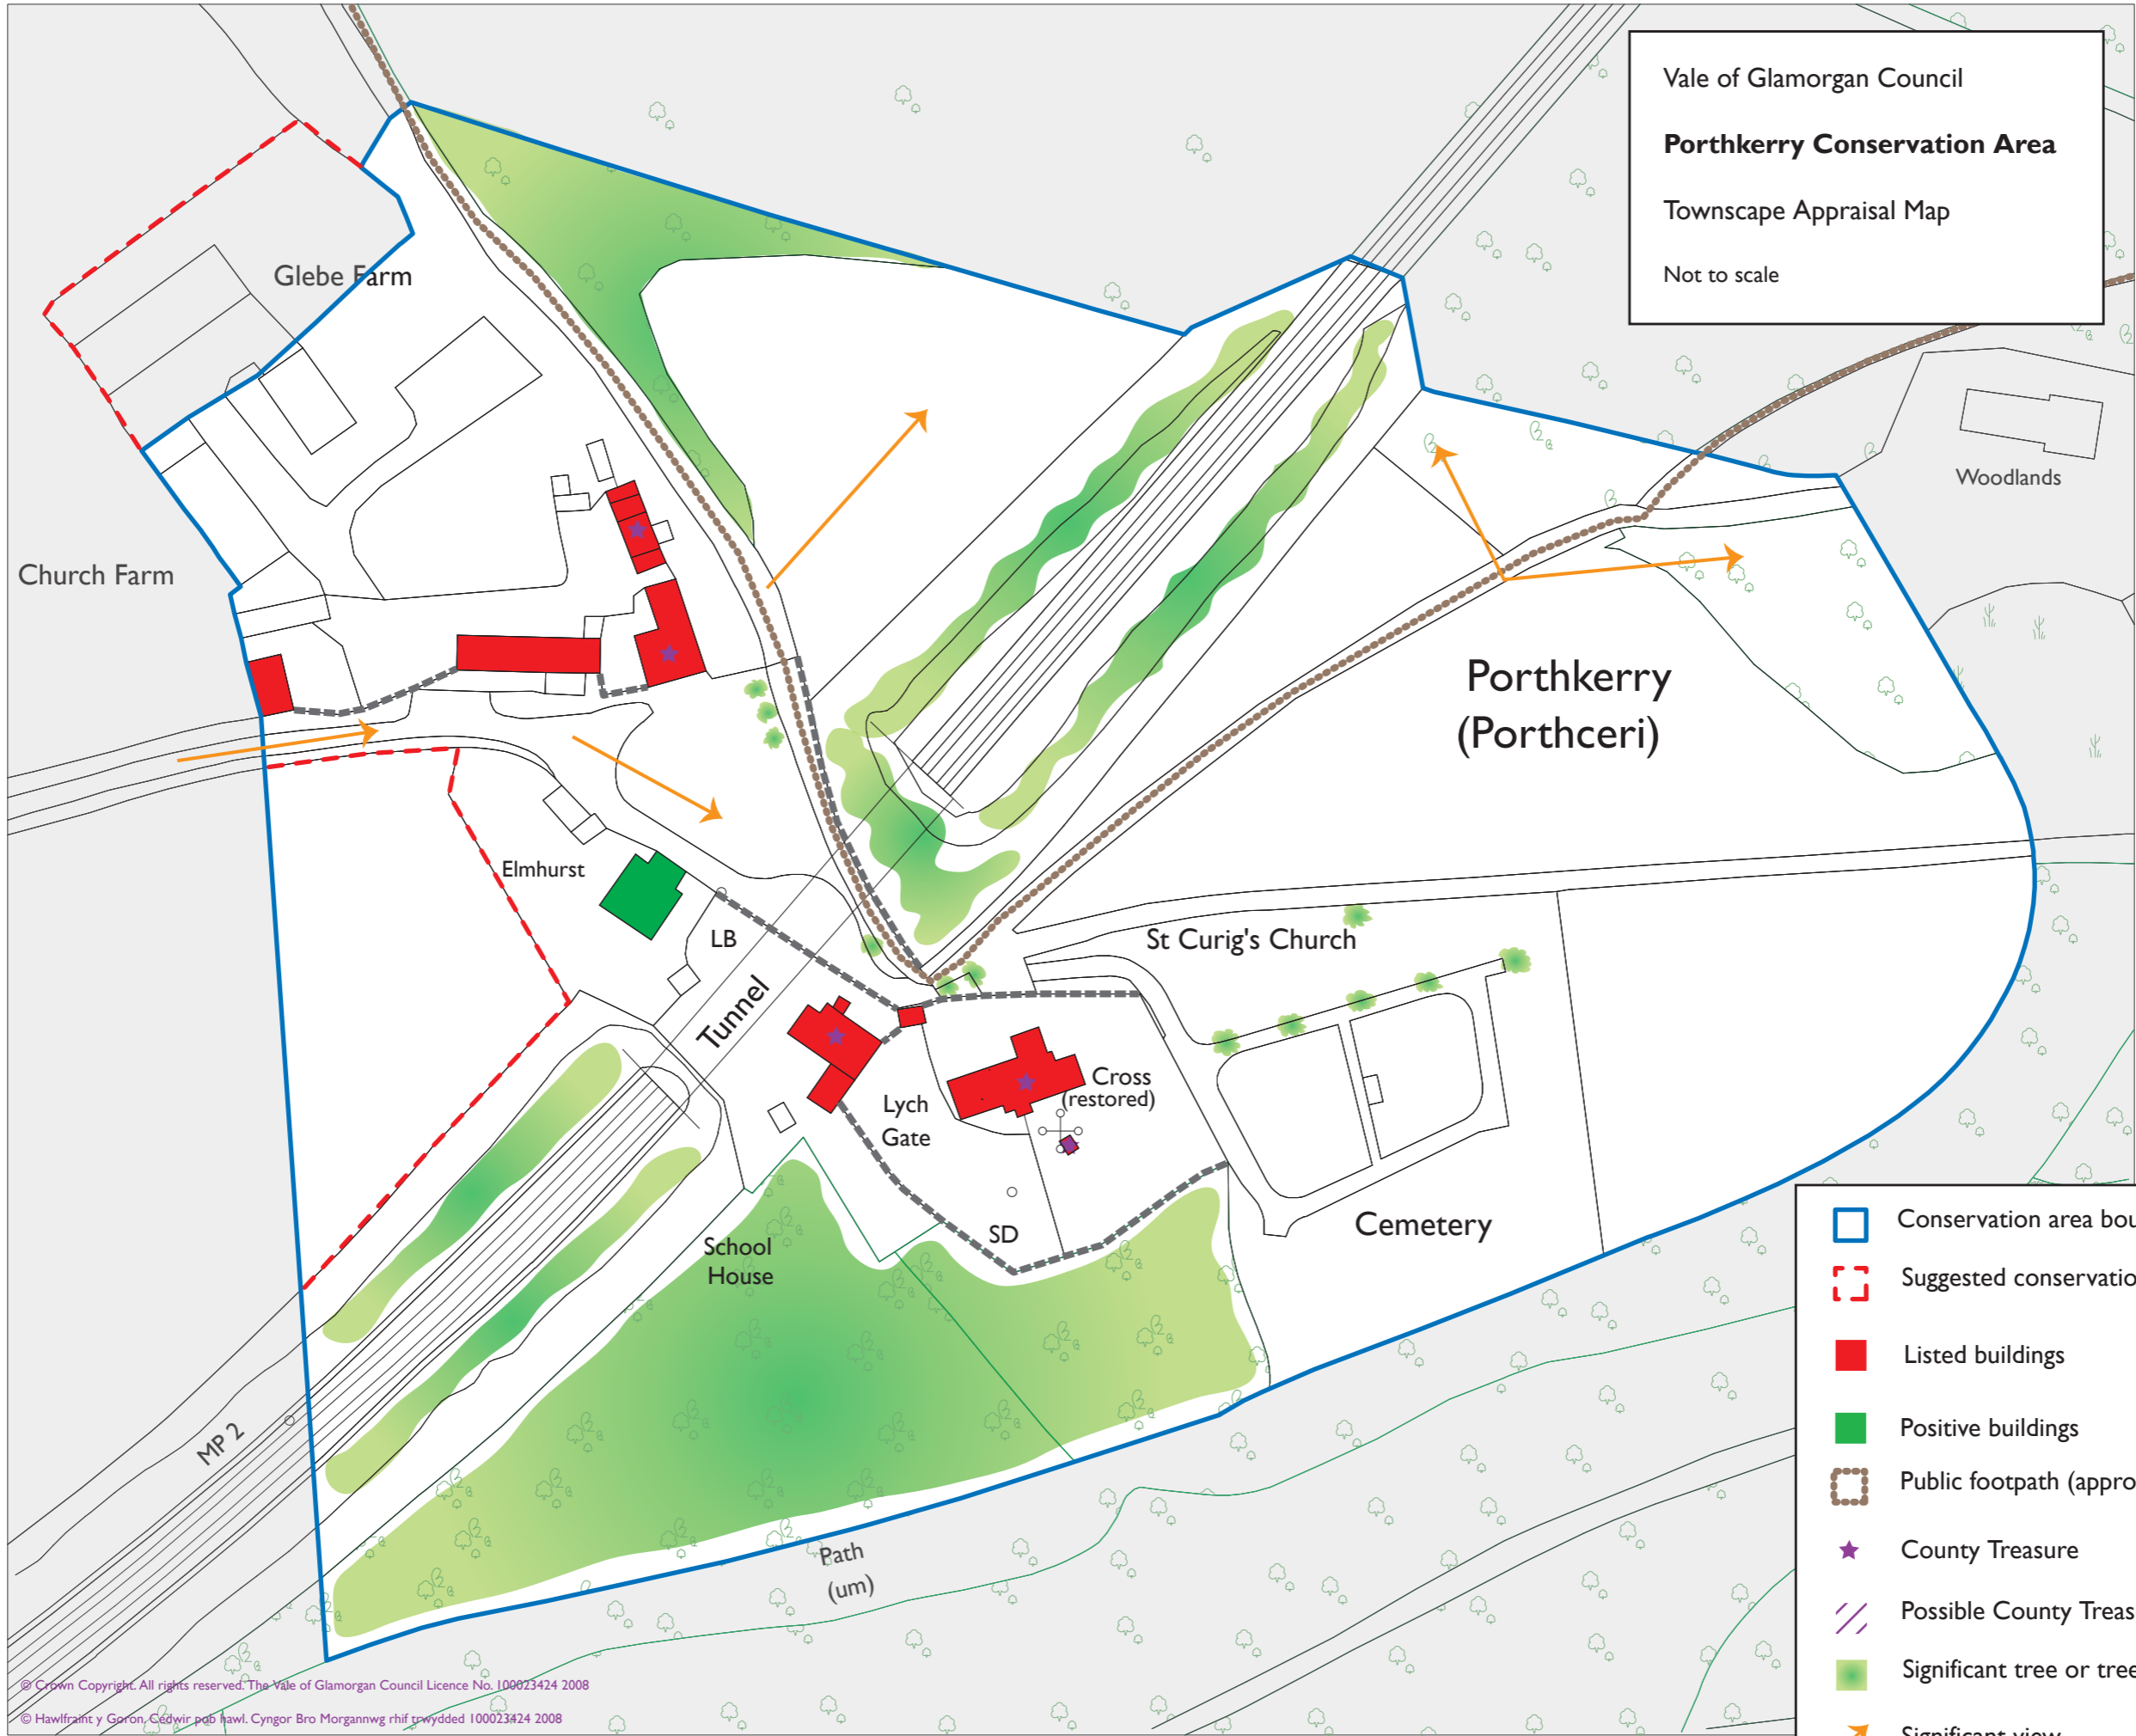 Vale of Glamorgan Council
Porthkerry Conservation Area
Townscape Appraisal Map
Not to scale
Glebe Farm
Woodlands
Church Farm
Porthkerry
(Porthceri)
Elmhurst
LB
St Curig's Church
Tunnel
Cross
(restored)
Lych
Gate
SD
Cemetery
School
House
MP 2
Path
(um)
Conservation area bou
Suggested conservatio
Listed buildings
Positive buildings
Public footpath (appro
County Treasure
Possible County Treas
Significant tree or tree
Significant view
© Crown Copyright. All rights reserved. The Vale of Glamorgan Council Licence No. 100023424 2008
© Hawlfraint y Goron. Cedwir pob hawl. Cyngor Bro Morgannwg rhif trwydded 100023424 2008